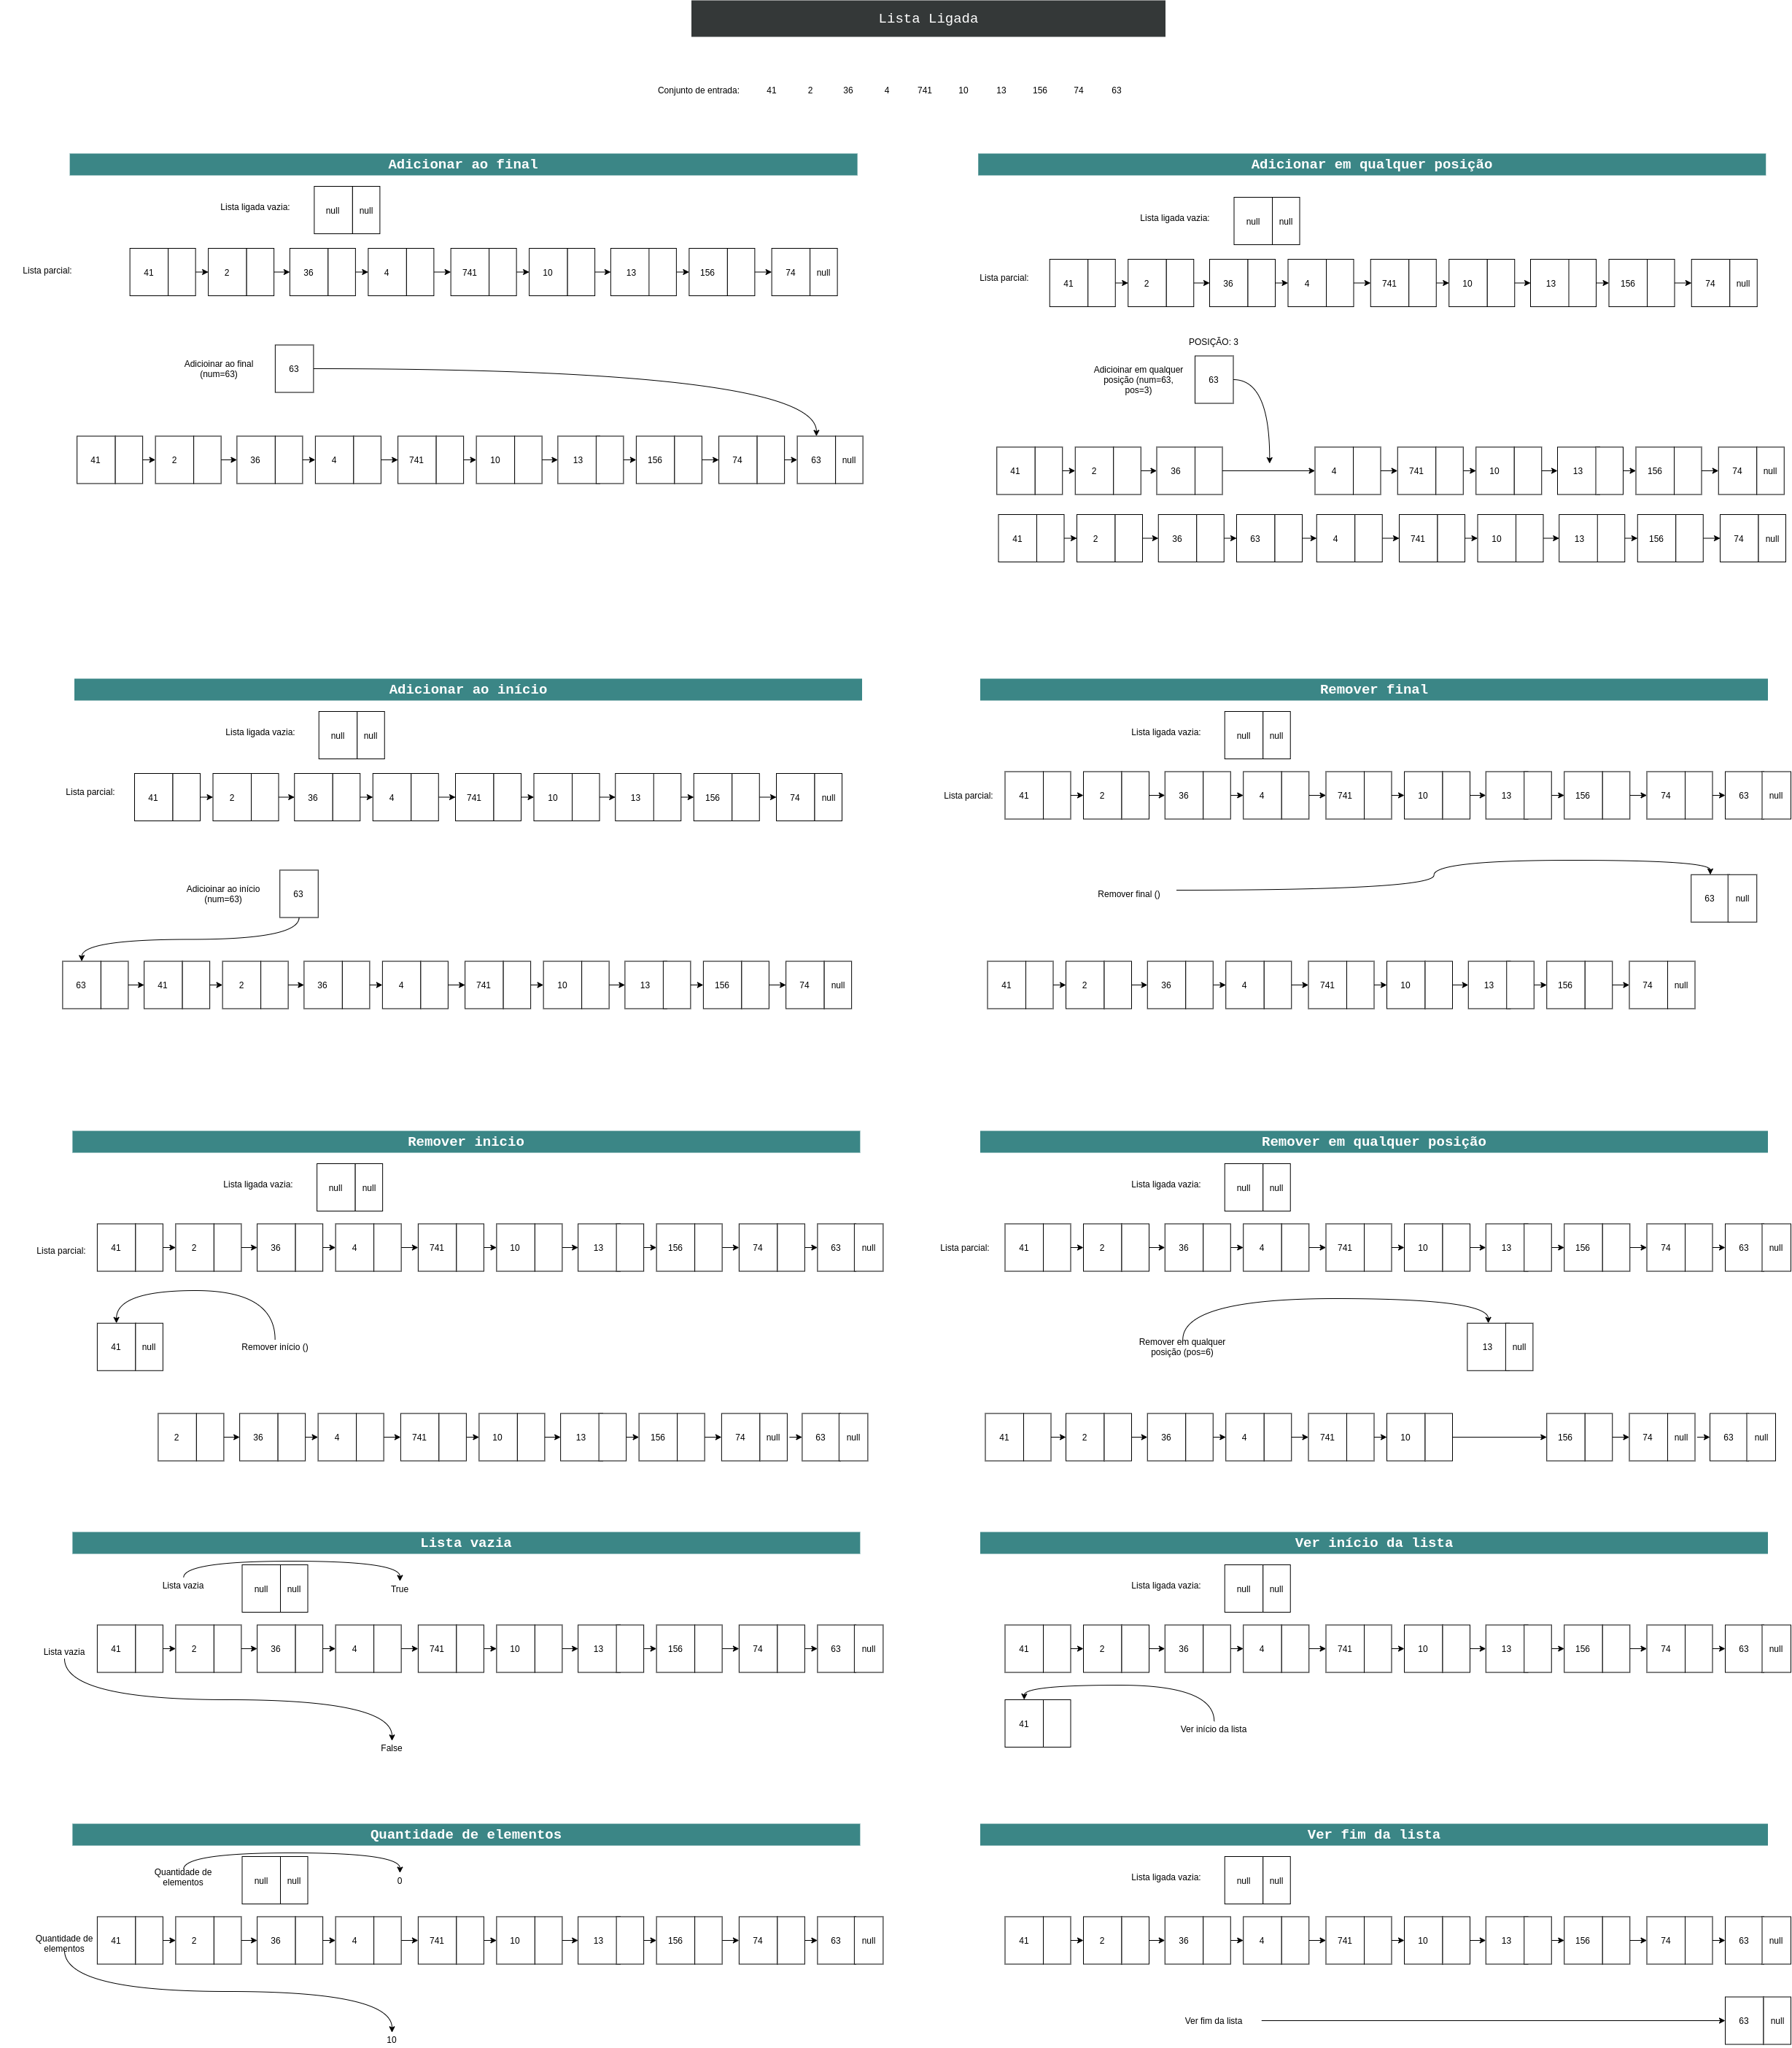 Lista Ligada
Conjunto de entrada: 41 2 36 4 741 10 13 156 74 63
Adicionar ao final
Lista ligada vazia: null null
Lista parcial: 41 2 36 4 741 10 13 156 74 null
Adicioinar ao final
(num=63)
63
41 2 36 4 741 10 13 156 74 63 null
Adicionar em qualquer posição
Lista ligada vazia: null null
Lista parcial: 41 2 36 4 741 10 13 156 74 null
POSIÇÃO: 3
Adicioinar em qualquer
posição (num=63,
pos=3)
63
41 2 36 4 741 10 13 156 74 null
41 2 36 63 4 741 10 13 156 74 null
Adicionar ao início
Lista ligada vazia: null null
Lista parcial: 41 2 36 4 741 10 13 156 74 null
Adicioinar ao início
(num=63)
63
63 41 2 36 4 741 10 13 156 74 null
Remover final
Lista ligada vazia: null null
Lista parcial: 41 2 36 4 741 10 13 156 74 63 null
Remover final () 63 null
41 2 36 4 741 10 13 156 74 null
Remover inicio
Lista ligada vazia: null null
Lista parcial: 41 2 36 4 741 10 13 156 74 63 null
41 null Remover início ()
2 36 4 741 10 13 156 74 null 63 null
Remover em qualquer posição
Lista ligada vazia: null null
Lista parcial: 41 2 36 4 741 10 13 156 74 63 null
Remover em qualquer
posição (pos=6)
13 null
41 2 36 4 741 10 156 74 null 63 null
Lista vazia
Lista vazia null null True
Lista vazia 41 2 36 4 741 10 13 156 74 63 null
False
Ver início da lista
Lista ligada vazia: null null
41 2 36 4 741 10 13 156 74 63 null
41 Ver início da lista
Quantidade de elementos
Quantidade de
elementos
null null 0
Quantidade de
elementos
41 2 36 4 741 10 13 156 74 63 null
10
Ver fim da lista
Lista ligada vazia: null null
41 2 36 4 741 10 13 156 74 63 null
Ver fim da lista 63 null